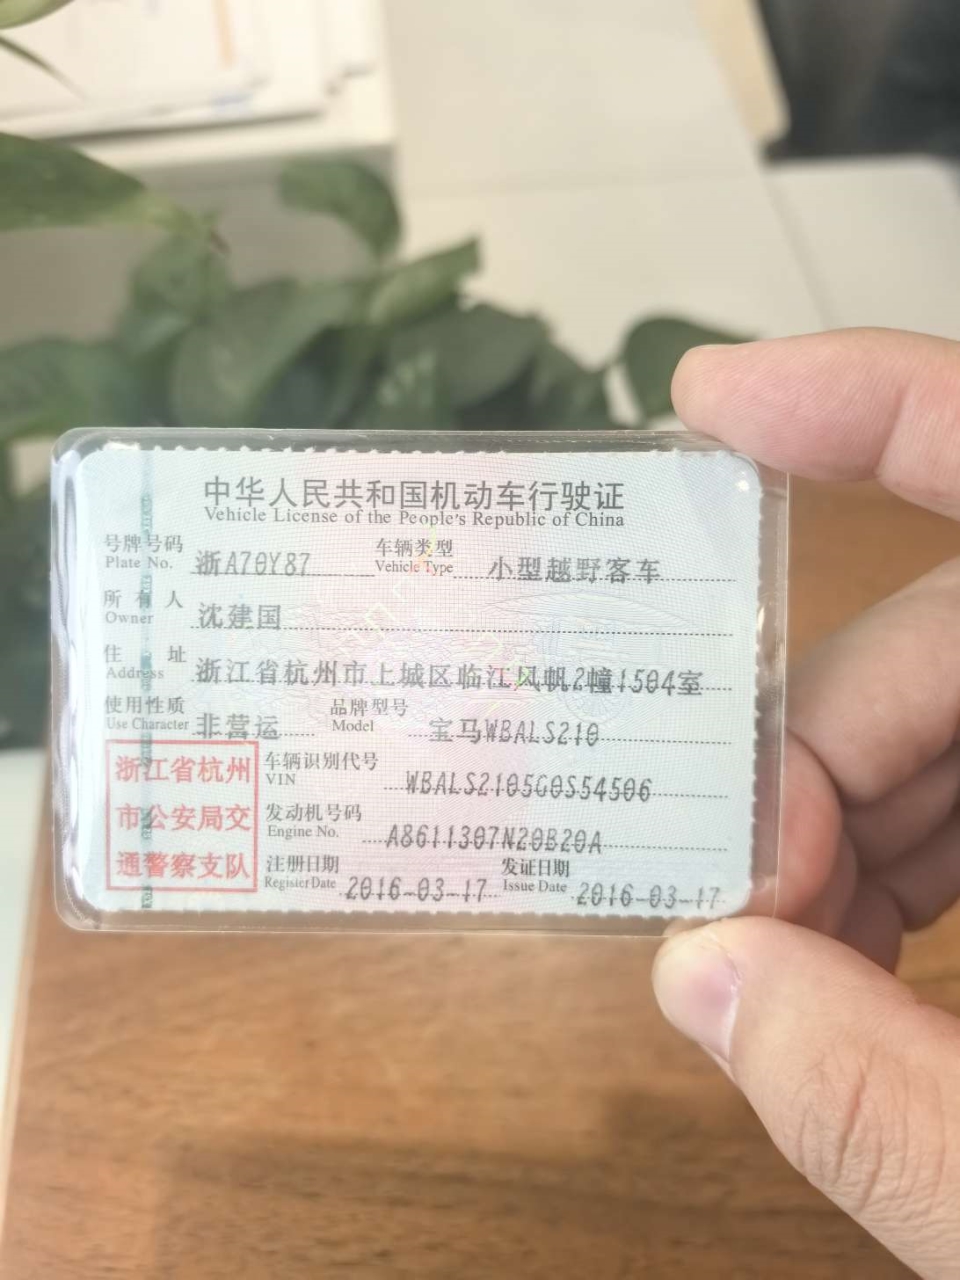 中华人民共和国机动车行驶证
Vehicle License of the People's Republic of China
号牌号码 浙A70Y87 车辆类型 小型越野客车
Plate No. Vehicle Type
所有人 沈建国
Owner
住址 浙江省杭州市上城区临江风帆2幢1504室
Address
使用性质 非营运 品牌型号 宝马WBALS210
Use Character Model
浙江省杭州
市公安局交
通警察支队
车辆识别代号 WBALS2105G0S54506
VIN
发动机号码 A8611307N20B20A
Engine No.
注册日期 2016-03-17 发证日期 2016-03-17
Register Date Issue Date